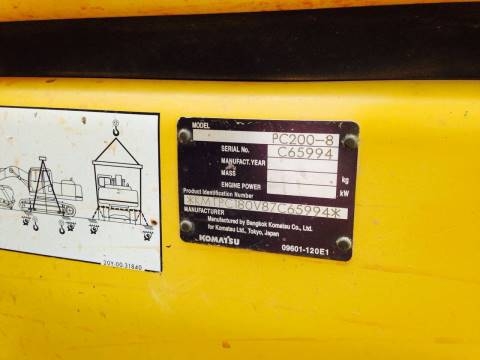 MODEL PC200-8
SERIAL No. C65994
MANUFACT. YEAR
MASS kg
ENGINE POWER kW
Product Identification Number
*KMTPC180V87C65994*
MANUFACTURER
Manufactured by Bangkok Komatsu Co., Ltd.
for Komatsu Ltd., Tokyo, Japan
KOMATSU 09601-120E1
20Y-00-31840